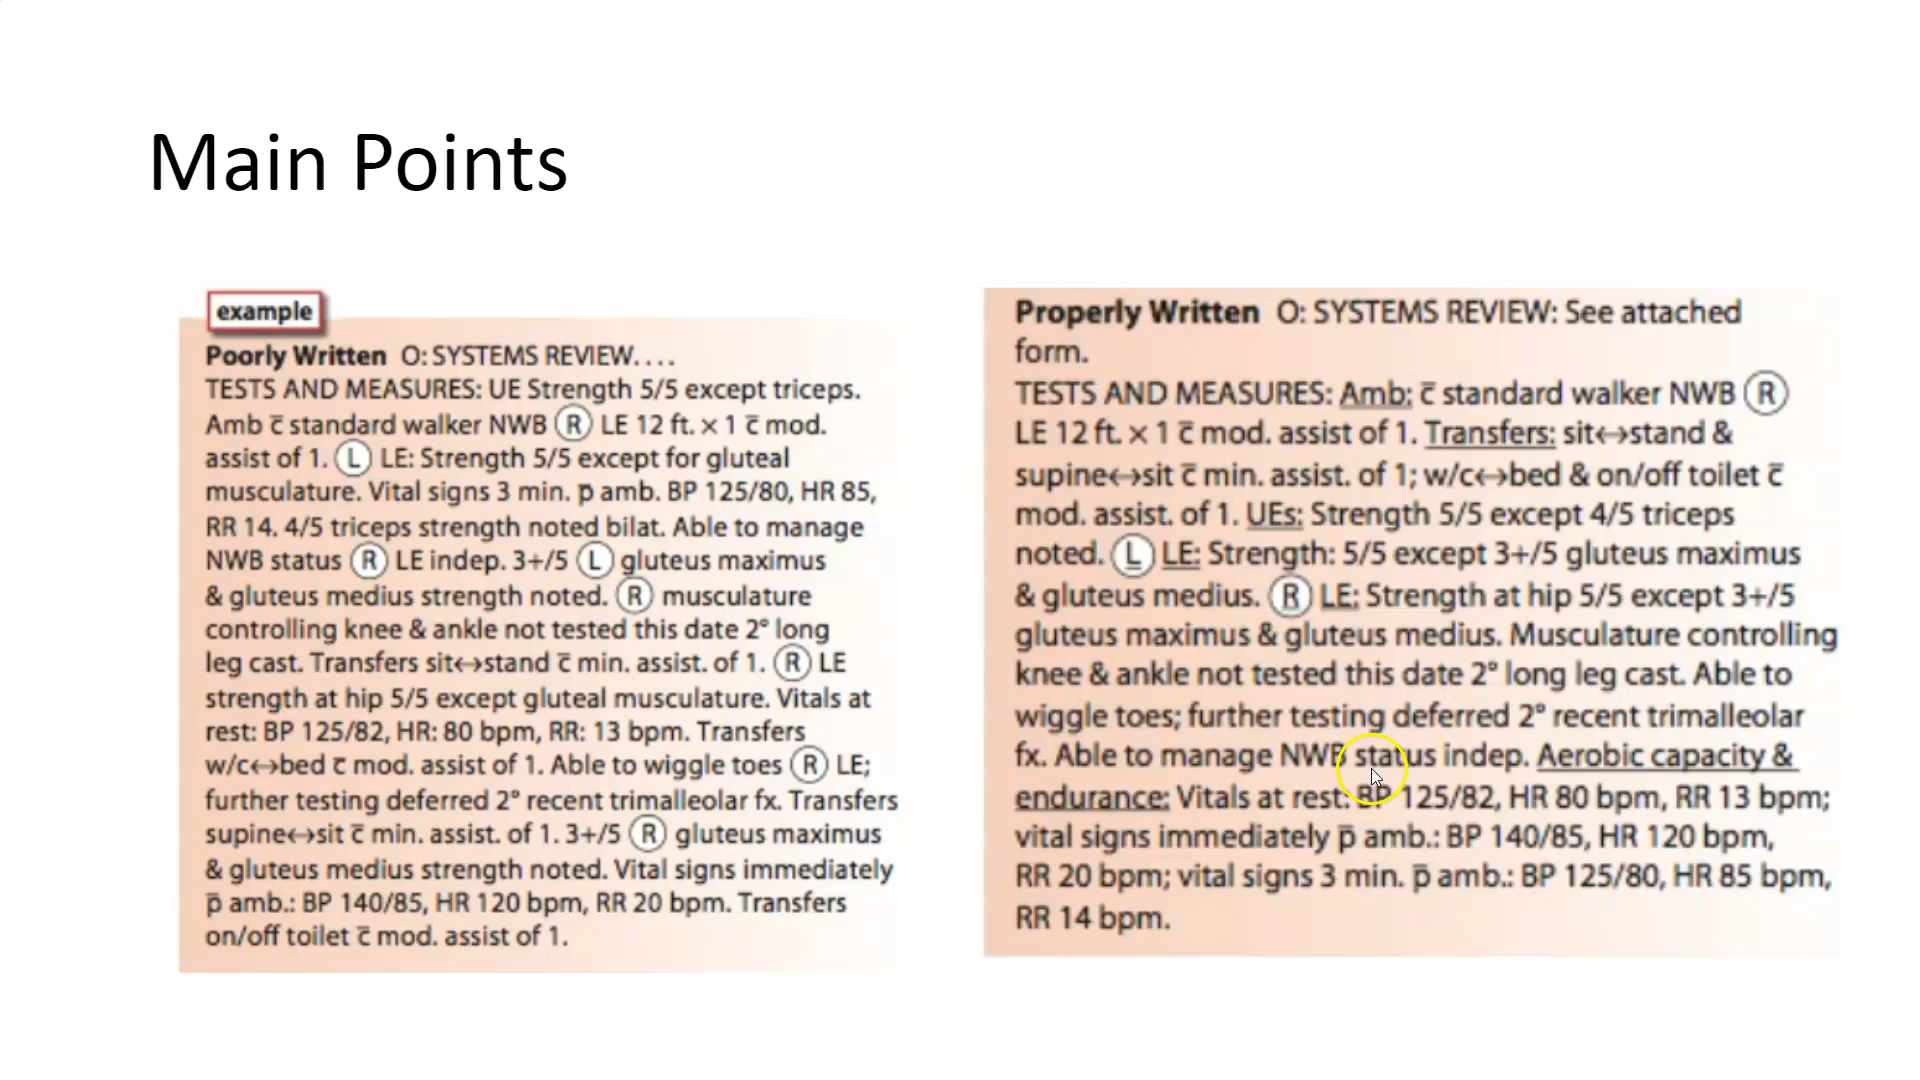 Main Points
example
Poorly Written O: SYSTEMS REVIEW. . . .
TESTS AND MEASURES: UE Strength 5/5 except triceps.
Amb c̅ standard walker NWB Ⓡ LE 12 ft. × 1 c̅ mod.
assist of 1. Ⓛ LE: Strength 5/5 except for gluteal
musculature. Vital signs 3 min. p̅ amb. BP 125/80, HR 85,
RR 14. 4/5 triceps strength noted bilat. Able to manage
NWB status Ⓡ LE indep. 3+/5 Ⓛ gluteus maximus
& gluteus medius strength noted. Ⓡ musculature
controlling knee & ankle not tested this date 2° long
leg cast. Transfers sit↔stand c̅ min. assist. of 1. Ⓡ LE
strength at hip 5/5 except gluteal musculature. Vitals at
rest: BP 125/82, HR: 80 bpm, RR: 13 bpm. Transfers
w/c↔bed c̅ mod. assist of 1. Able to wiggle toes Ⓡ LE;
further testing deferred 2° recent trimalleolar fx. Transfers
supine↔sit c̅ min. assist. of 1. 3+/5 Ⓡ gluteus maximus
& gluteus medius strength noted. Vital signs immediately
p̅ amb.: BP 140/85, HR 120 bpm, RR 20 bpm. Transfers
on/off toilet c̅ mod. assist of 1.
Properly Written O: SYSTEMS REVIEW: See attached
form.
TESTS AND MEASURES: Amb: c̅ standard walker NWB Ⓡ
LE 12 ft. × 1 c̅ mod. assist of 1. Transfers: sit↔stand &
supine↔sit c̅ min. assist. of 1; w/c↔bed & on/off toilet c̅
mod. assist. of 1. UEs: Strength 5/5 except 4/5 triceps
noted. Ⓛ LE: Strength: 5/5 except 3+/5 gluteus maximus
& gluteus medius. Ⓡ LE: Strength at hip 5/5 except 3+/5
gluteus maximus & gluteus medius. Musculature controlling
knee & ankle not tested this date 2° long leg cast. Able to
wiggle toes; further testing deferred 2° recent trimalleolar
fx. Able to manage NWB status indep. Aerobic capacity &
endurance: Vitals at rest: BP 125/82, HR 80 bpm, RR 13 bpm;
vital signs immediately p̅ amb.: BP 140/85, HR 120 bpm,
RR 20 bpm; vital signs 3 min. p̅ amb.: BP 125/80, HR 85 bpm,
RR 14 bpm.